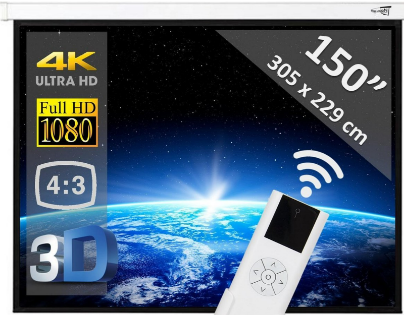 4K
ULTRA HD
Full HD
1080
4:3
3D
150”
305 x 229 cm